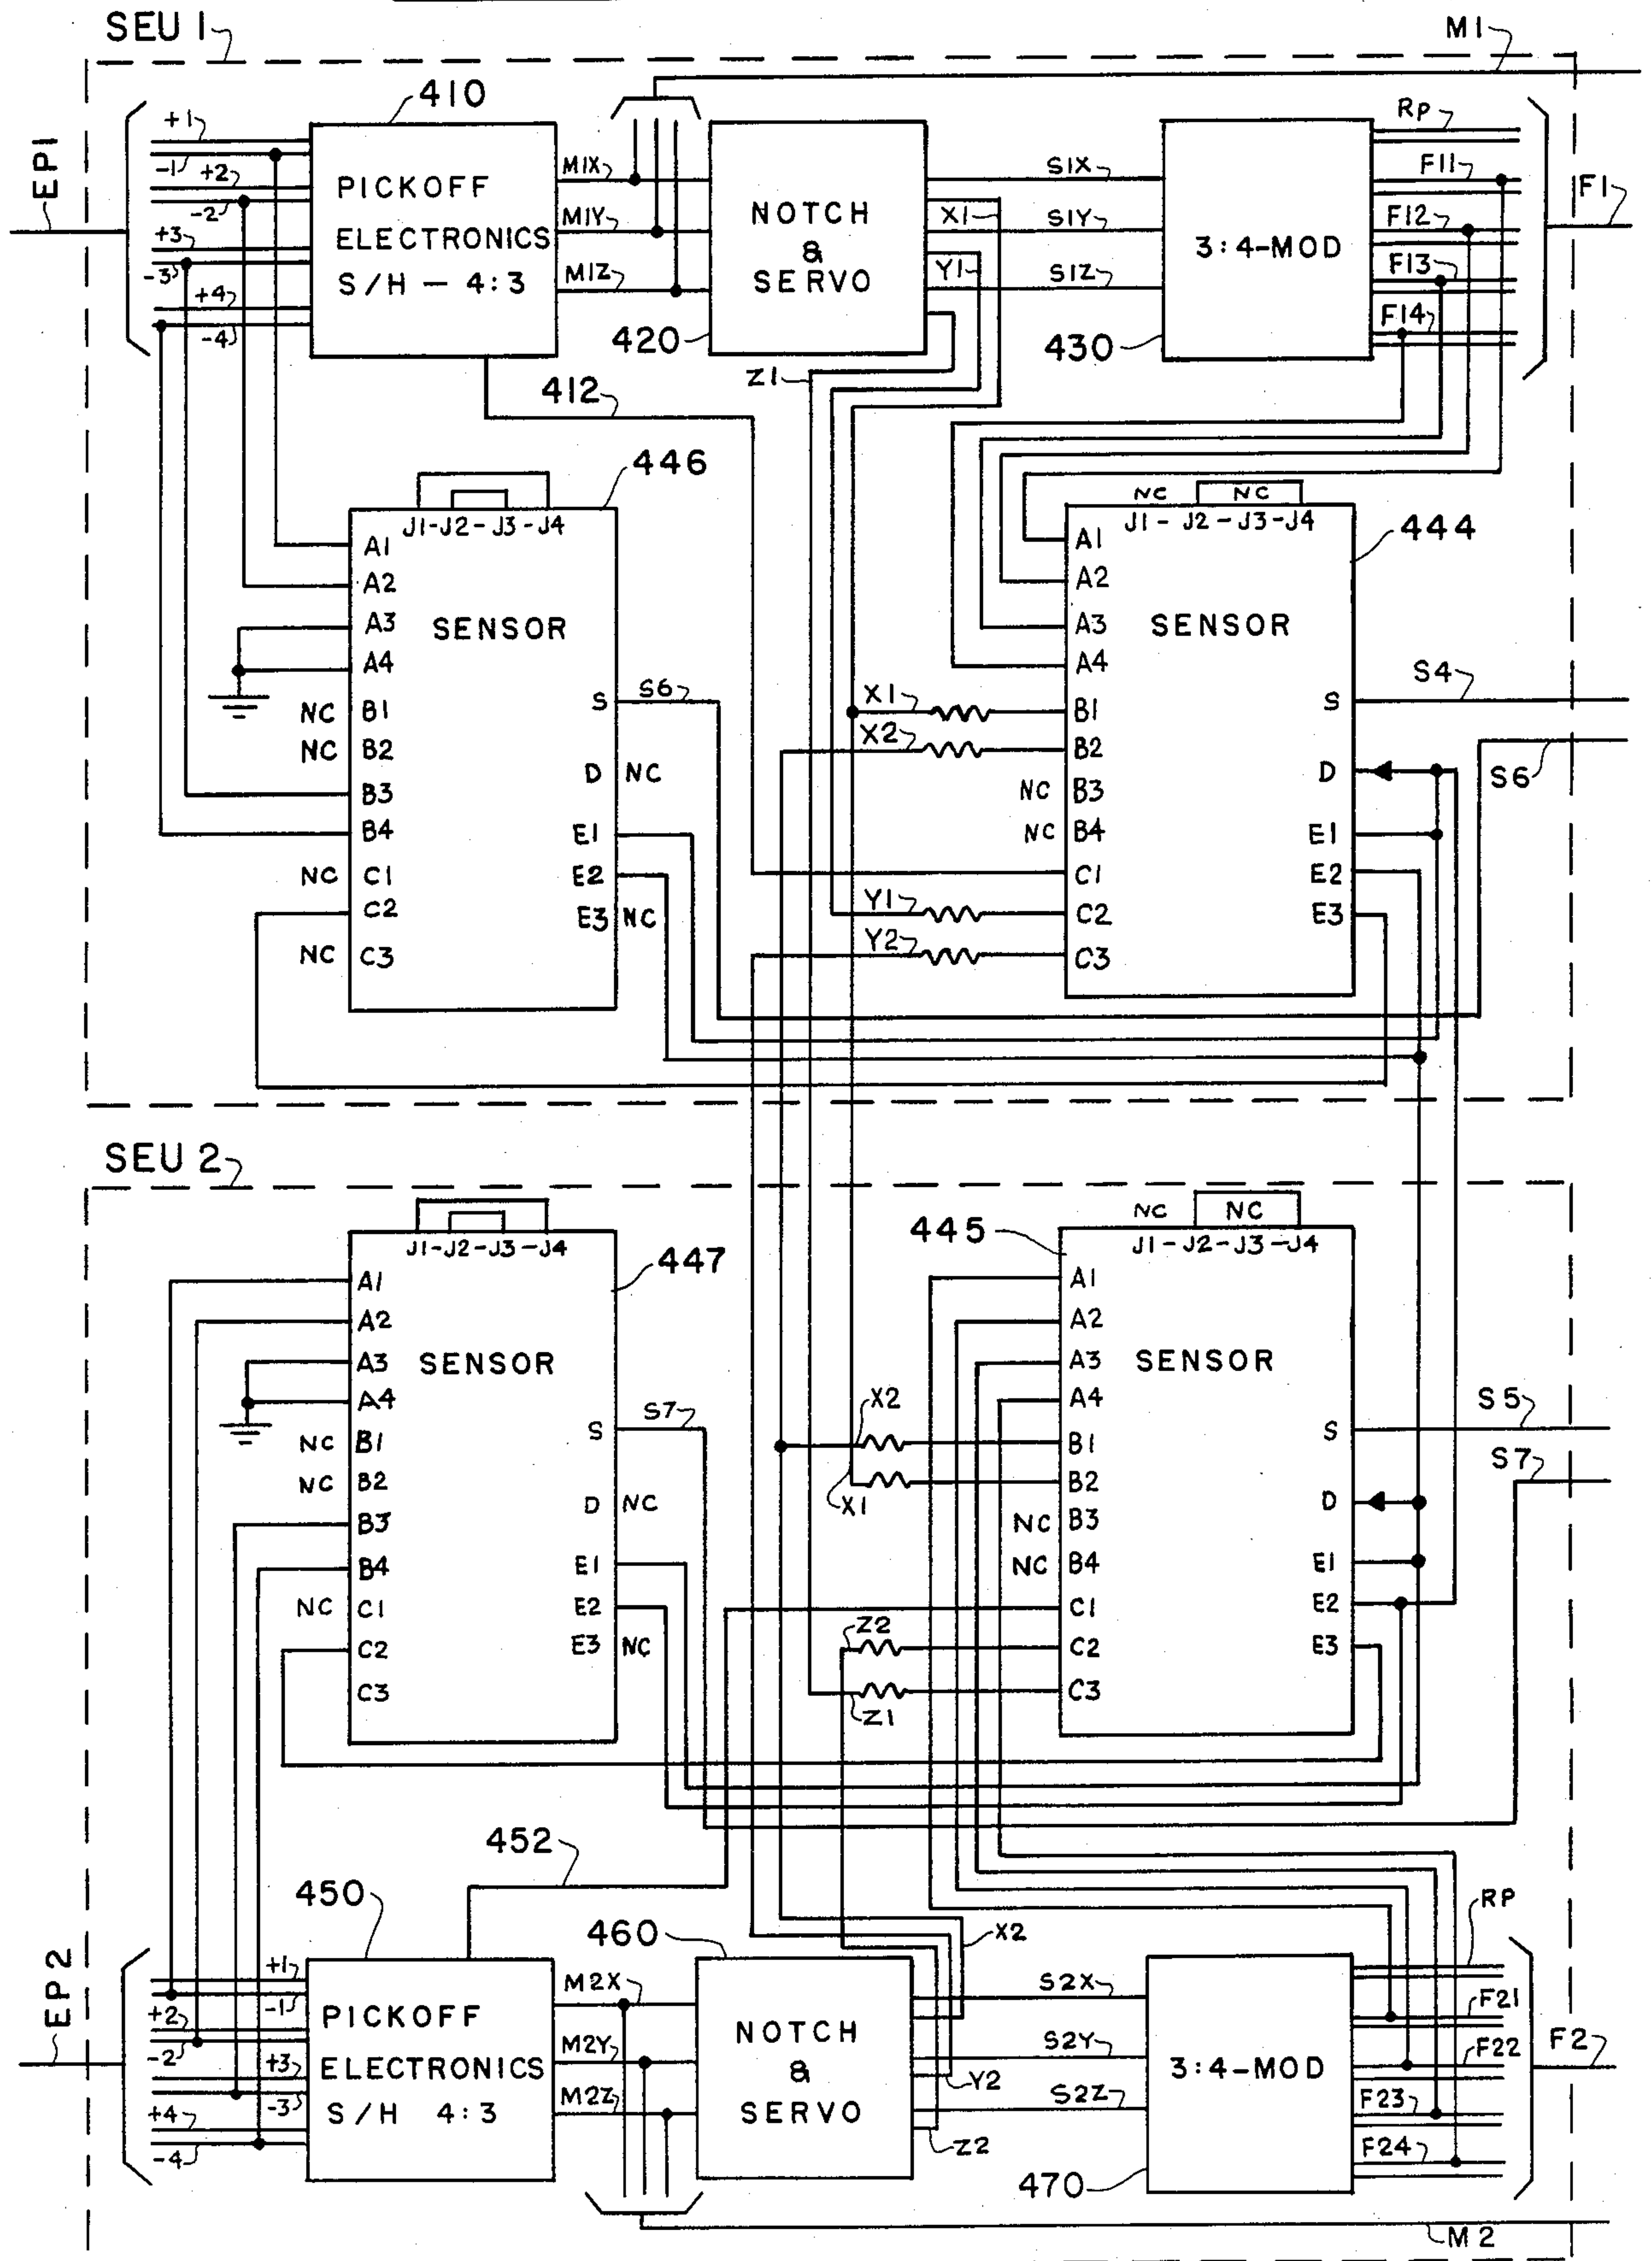 SEU 1
M1
EP1
+1
-1
+2
-2
+3
-3
+4
-4
410
PICKOFF
ELECTRONICS
S/H — 4:3
M1X
M1Y
M1Z
NOTCH
&
SERVO
420
X1
Y1
Z1
S1X
S1Y
S1Z
3:4-MOD
430
RP
F11
F12
F13
F14
F1
412
446
J1-J2-J3-J4
A1
A2
A3
A4
SENSOR
NC B1
NC B2
B3
B4
NC C1
C2
NC C3
S
S6
D NC
E1
E2
E3 NC
NC NC
J1-J2-J3-J4
444
A1
A2
A3
A4
SENSOR
X1
B1
X2
B2
NC B3
NC B4
C1
Y1
C2
Y2
C3
S
S4
S6
D
E1
E2
E3
SEU 2
447
J1-J2-J3-J4
A1
A2
A3
A4
SENSOR
NC B1
NC B2
B3
B4
NC C1
C2
C3
S
S7
D NC
E1
E2
E3 NC
445
NC NC
J1-J2-J3-J4
A1
A2
A3
A4
SENSOR
X2
B1
X1
B2
NC B3
NC B4
C1
Z2
C2
Z1
C3
S
S5
S7
D
E1
E2
E3
452
450
EP2
+1
-1
+2
-2
+3
-3
+4
-4
PICKOFF
ELECTRONICS
S/H 4:3
M2X
M2Y
M2Z
460
NOTCH
&
SERVO
X2
Y2
Z2
S2X
S2Y
S2Z
3:4-MOD
470
RP
F21
F22
F23
F24
F2
M2